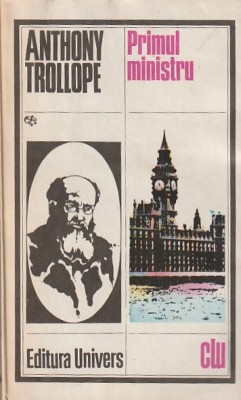 ANTHONY
TROLLOPE
Primul
ministru
Editura Univers
clu